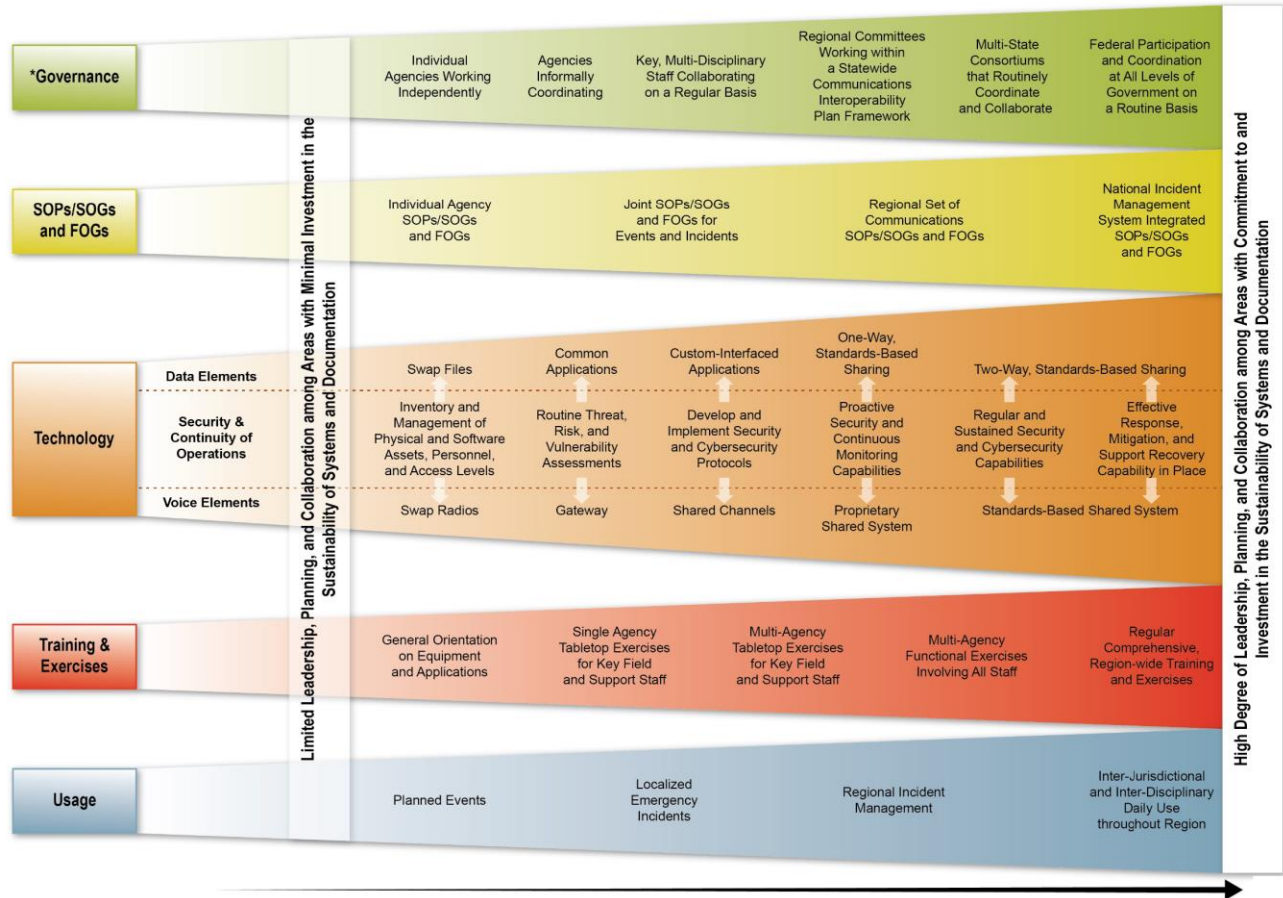 *Governance
Individual
Agencies Working
Independently
Agencies
Informally
Coordinating
Key, Multi-Disciplinary
Staff Collaborating
on a Regular Basis
Regional Committees
Working within
a Statewide
Communications
Interoperability
Plan Framework
Multi-State
Consortiums
that Routinely
Coordinate
and Collaborate
Federal Participation
and Coordination
at All Levels of
Government on
a Routine Basis
Limited Leadership, Planning, and Collaboration among Areas with Minimal Investment in the
Sustainability of Systems and Documentation
SOPs/SOGs
and FOGs
Individual Agency
SOPs/SOGs
and FOGs
Joint SOPs/SOGs
and FOGs for
Events and Incidents
Regional Set of
Communications
SOPs/SOGs and FOGs
National Incident
Management
System Integrated
SOPs/SOGs
and FOGs
Technology
Data Elements
Swap Files
Common
Applications
Custom-Interfaced
Applications
One-Way,
Standards-Based
Sharing
Two-Way, Standards-Based Sharing
Security &
Continuity of
Operations
Inventory and
Management of
Physical and Software
Assets, Personnel,
and Access Levels
Routine Threat,
Risk, and
Vulnerability
Assessments
Develop and
Implement Security
and Cybersecurity
Protocols
Proactive
Security and
Continuous
Monitoring
Capabilities
Regular and
Sustained Security
and Cybersecurity
Capabilities
Effective
Response,
Mitigation, and
Support Recovery
Capability in Place
Voice Elements
Swap Radios
Gateway
Shared Channels
Proprietary
Shared System
Standards-Based Shared System
Training &
Exercises
General Orientation
on Equipment
and Applications
Single Agency
Tabletop Exercises
for Key Field
and Support Staff
Multi-Agency
Tabletop Exercises
for Key Field
and Support Staff
Multi-Agency
Functional Exercises
Involving All Staff
Regular
Comprehensive,
Region-wide Training
and Exercises
Usage
Planned Events
Localized
Emergency
Incidents
Regional Incident
Management
Inter-Jurisdictional
and Inter-Disciplinary
Daily Use
throughout Region
High Degree of Leadership, Planning, and Collaboration among Areas with Commitment to and
Investment in the Sustainability of Systems and Documentation